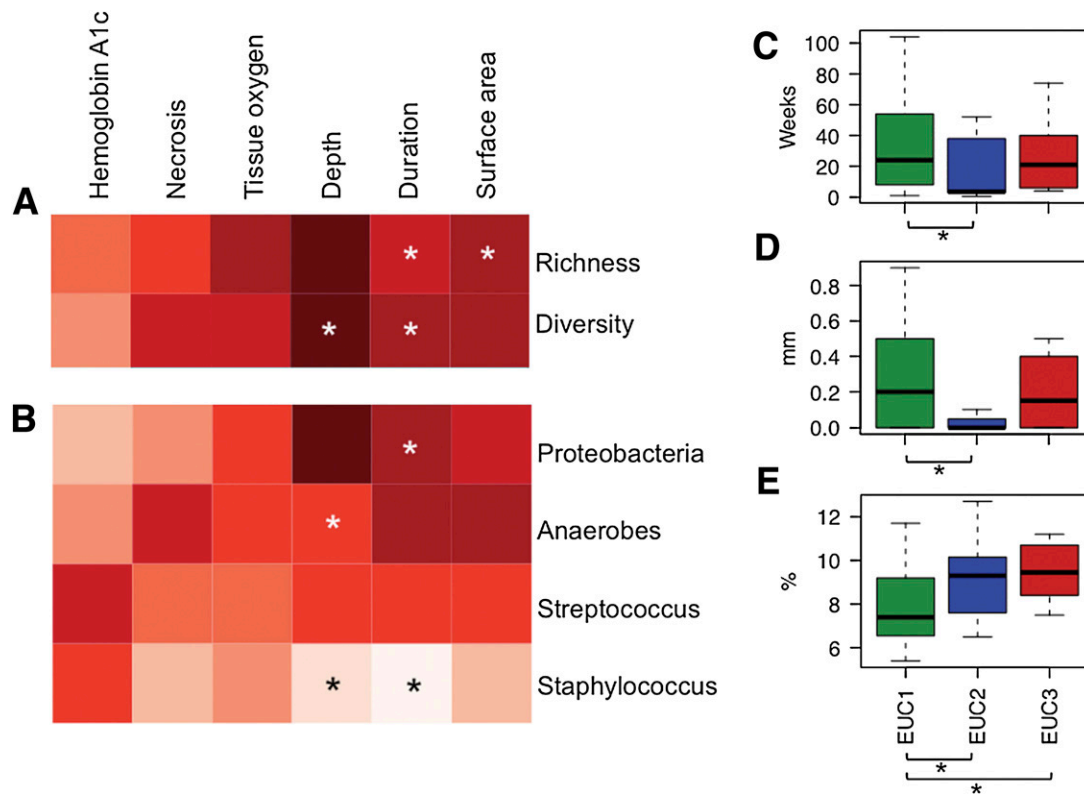 A
Hemoglobin A1c
Necrosis
Tissue oxygen
Depth
Duration
Surface area
* * Richness
* * Diversity
B
* Proteobacteria
* Anaerobes
Streptococcus
* * Staphylococcus
C
Weeks
100
80
60
40
20
0
*
D
mm
0.8
0.6
0.4
0.2
0.0
*
E
%
12
10
8
6
EUC1
EUC2
EUC3
*
*